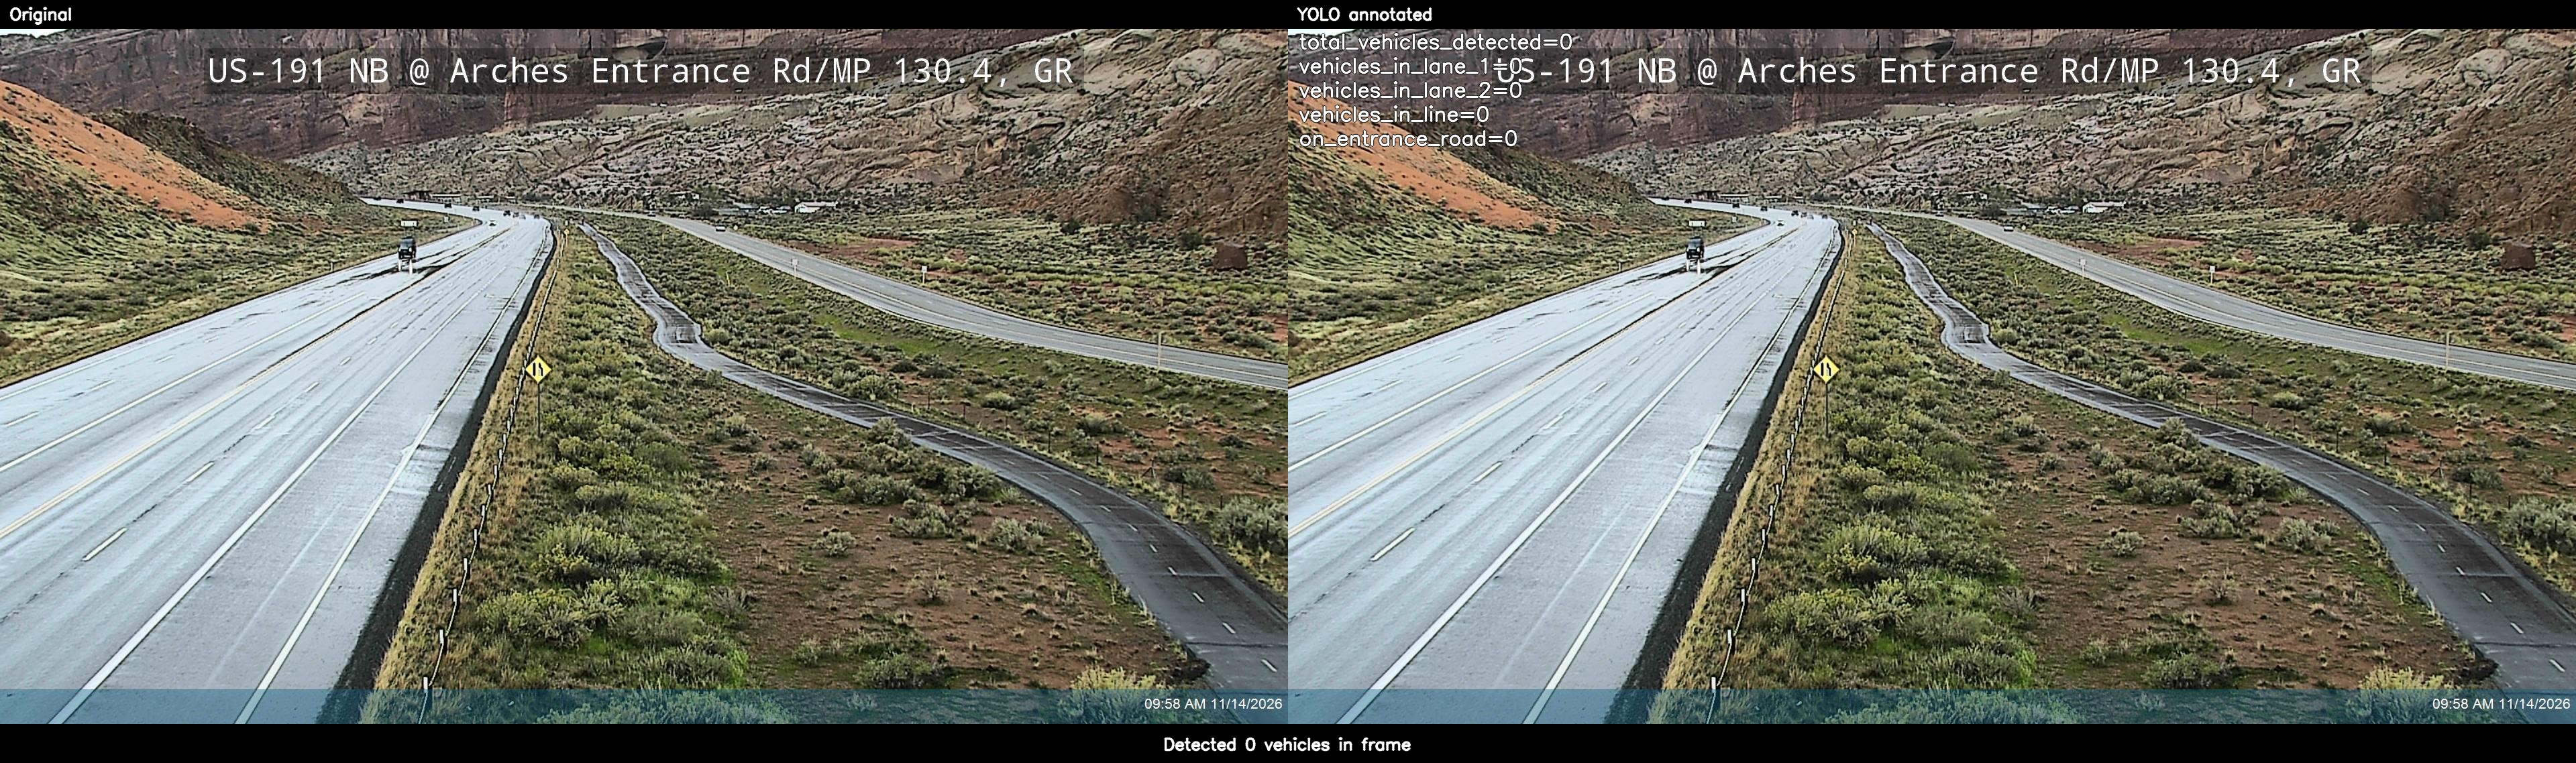 Original
US-191 NB @ Arches Entrance Rd/MP 130.4, GR
09:58 AM 11/14/2026
YOLO annotated
total_vehicles_detected=0
vehicles_in_lane_1=0
vehicles_in_lane_2=0
vehicles_in_line=0
on_entrance_road=0
US-191 NB @ Arches Entrance Rd/MP 130.4, GR
09:58 AM 11/14/2026
Detected 0 vehicles in frame